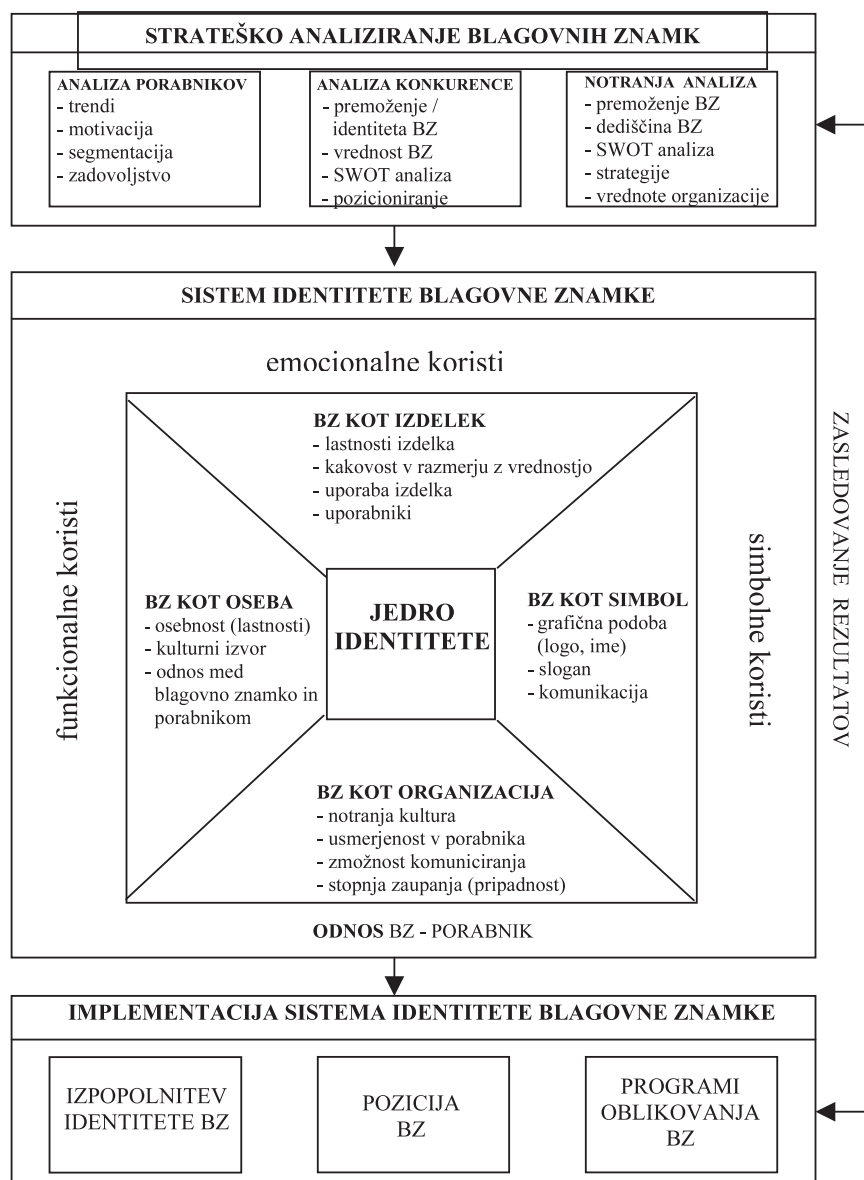 STRATEŠKO ANALIZIRANJE BLAGOVNIH ZNAMK
ANALIZA PORABNIKOV
- trendi
- motivacija
- segmentacija
- zadovoljstvo
ANALIZA KONKURENCE
- premoženje /
identiteta BZ
- vrednost BZ
- SWOT analiza
- pozicioniranje
NOTRANJA ANALIZA
- premoženje BZ
- dediščina BZ
- SWOT analiza
- strategije
- vrednote organizacije
SISTEM IDENTITETE BLAGOVNE ZNAMKE
emocionalne koristi
funkcionalne koristi
BZ KOT IZDELEK
- lastnosti izdelka
- kakovost v razmerju z vrednostjo
- uporaba izdelka
- uporabniki
BZ KOT OSEBA
- osebnost (lastnosti)
- kulturni izvor
- odnos med
blagovno znamko in
porabnikom
JEDRO
IDENTITETE
BZ KOT SIMBOL
- grafična podoba
(logo, ime)
- slogan
- komunikacija
simbolne koristi
BZ KOT ORGANIZACIJA
- notranja kultura
- usmerjenost v porabnika
- zmožnost komuniciranja
- stopnja zaupanja (pripadnost)
ODNOS BZ - PORABNIK
ZASLEDOVANJE REZULTATOV
IMPLEMENTACIJA SISTEMA IDENTITETE BLAGOVNE ZNAMKE
IZPOPOLNITEV
IDENTITETE BZ
POZICIJA
BZ
PROGRAMI
OBLIKOVANJA
BZ